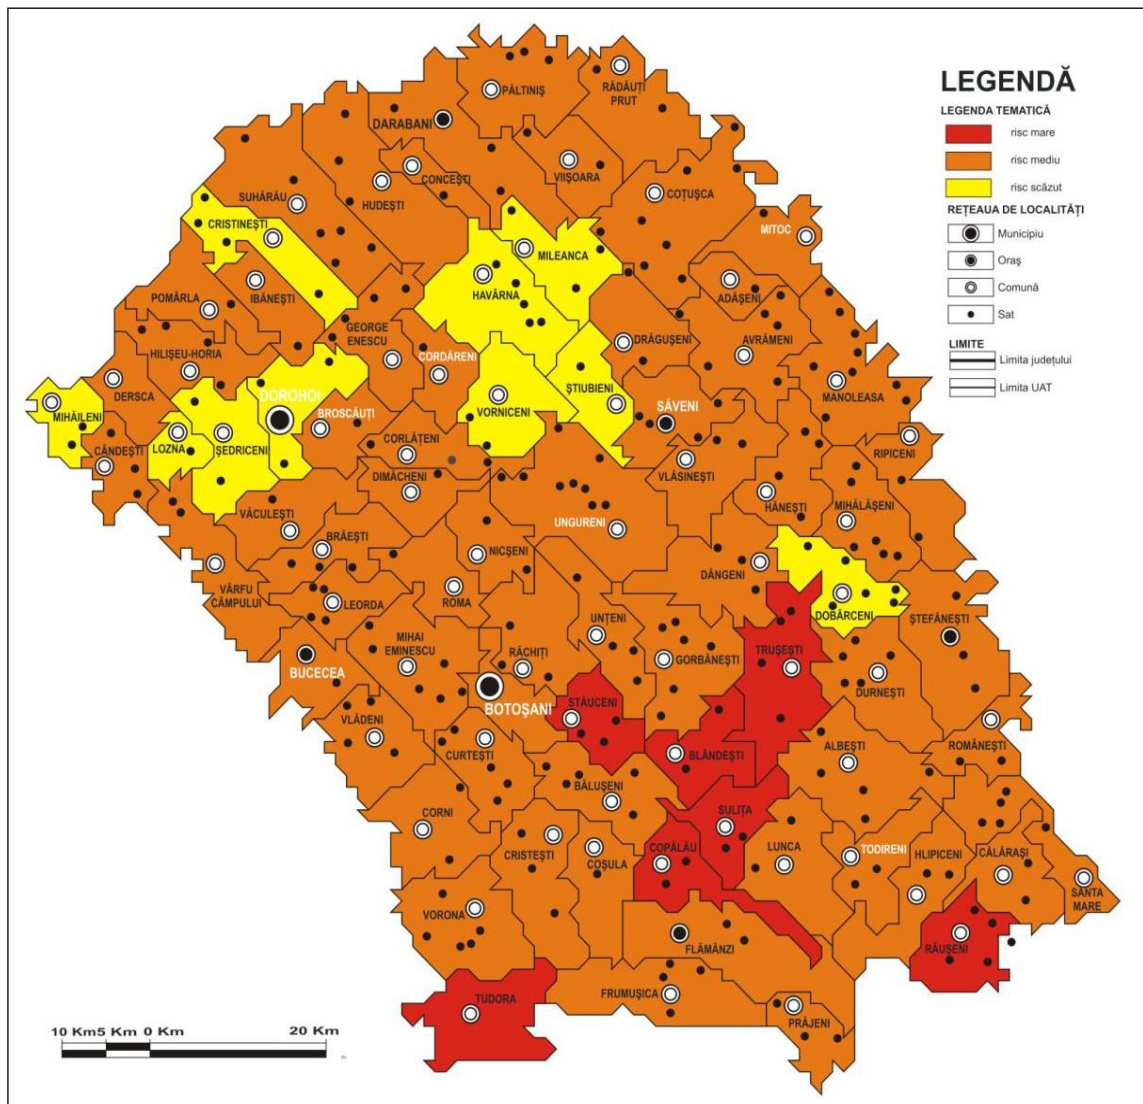 LEGENDĂ
LEGENDA TEMATICĂ
risc mare
risc mediu
risc scăzut
REȚEAUA DE LOCALITĂȚI
Municipiu
Oraș
Comună
Sat
LIMITE
Limita județului
Limita UAT
PĂLTINIȘ
RĂDĂUȚI
PRUT
DARABANI
CONCEȘTI
VIIȘOARA
HUDEȘTI
COȚUȘCA
SUHĂRĂU
CRISTINEȘTI
MITOC
MILEANCA
HAVÂRNA
IBĂNEȘTI
ADĂȘENI
POMÂRLA
GEORGE
ENESCU
CORDĂRENI
DRĂGUȘENI
AVRĂMENI
HILIȘEU-HORIA
DERSCA
ȘTIUBIENI
MANOLEASA
DOROHOI
VORNICENI
SĂVENI
MIHĂILENI
BROSCĂUȚI
LOZNA
ȘEDRICENI
CORLĂȚENI
CÂNDEȘTI
RIPICENI
DIMĂCHENI
VLĂSINEȘTI
VĂCULEȘTI
HĂNEȘTI
MIHĂLĂȘENI
UNGURENI
BRĂEȘTI
NICȘENI
DÂNGENI
VÂRFU
CÂMPULUI
LEORDA
ROMA
DOBÂRCENI
ȘTEFĂNEȘTI
UNȚENI
MIHAI
EMINESCU
TRUȘEȘTI
RĂCHIȚI
GORBĂNEȘTI
BUCECEA
DURNEȘTI
BOTOȘANI
STĂUCENI
VLĂDENI
CURTEȘTI
BLÂNDEȘTI
ALBEȘTI
ROMÂNEȘTI
BĂLUȘENI
CORNI
SULIȚA
COPĂLĂU
LUNCA
TODIRENI
HLIPICENI
CĂLĂRAȘI
CRISTEȘTI
COȘULA
SANTA
MARE
VORONA
FLĂMÂNZI
RĂUȘENI
TUDORA
FRUMUȘICA
PRĂJENI
10 Km 5 Km 0 Km 20 Km